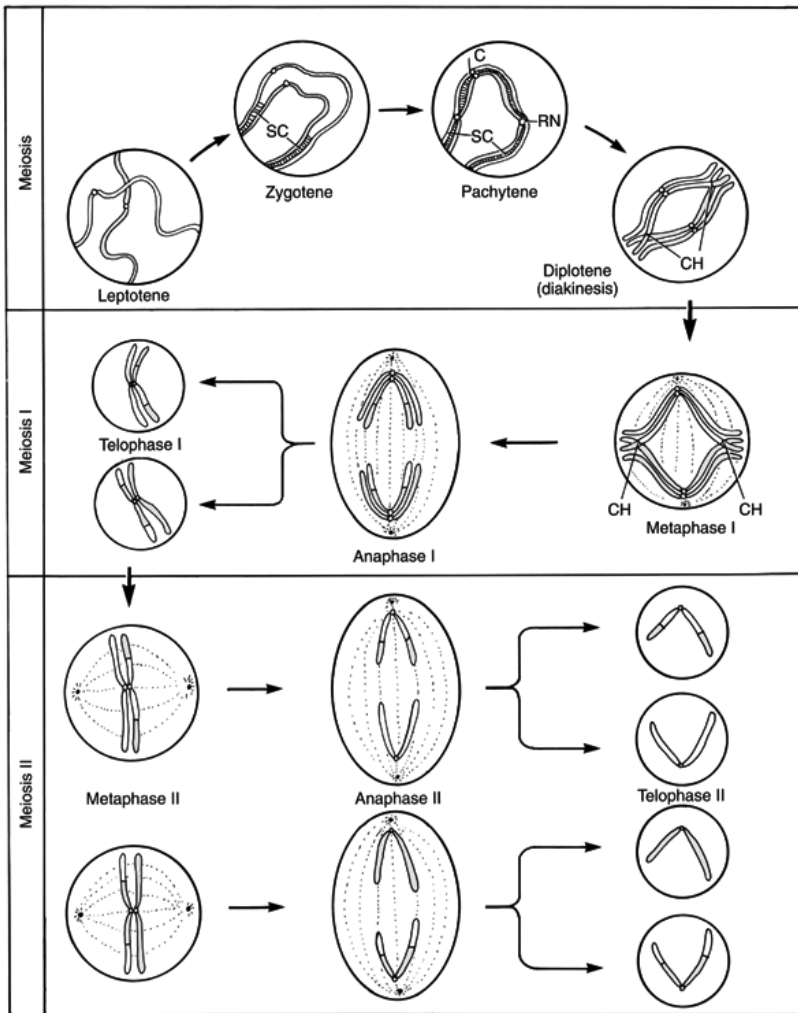 Meiosis
C
SC
Zygotene
SC
RN
Pachytene
Leptotene
CH
Diplotene
(diakinesis)
Meiosis I
Telophase I
Anaphase I
CH
CH
Metaphase I
Meiosis II
Metaphase II
Anaphase II
Telophase II